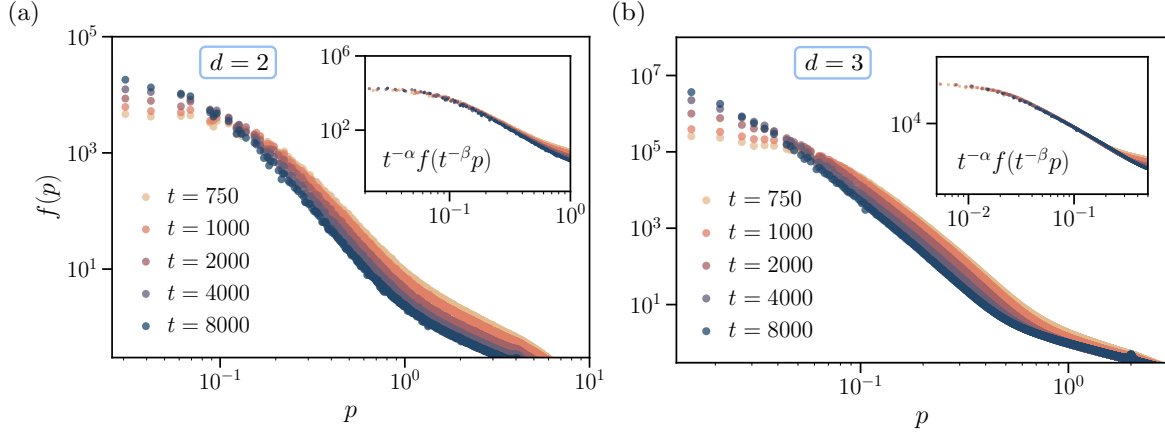 (a)
d = 2
f(p)
10^5
10^3
10^1
t = 750
t = 1000
t = 2000
t = 4000
t = 8000
10^{-1}
10^0
10^1
p
10^6
10^2
t^{-α}f(t^{-β}p)
10^{-1}
10^0
(b)
d = 3
10^7
10^5
10^3
10^1
t = 750
t = 1000
t = 2000
t = 4000
t = 8000
10^{-1}
10^0
p
10^4
t^{-α}f(t^{-β}p)
10^{-2}
10^{-1}